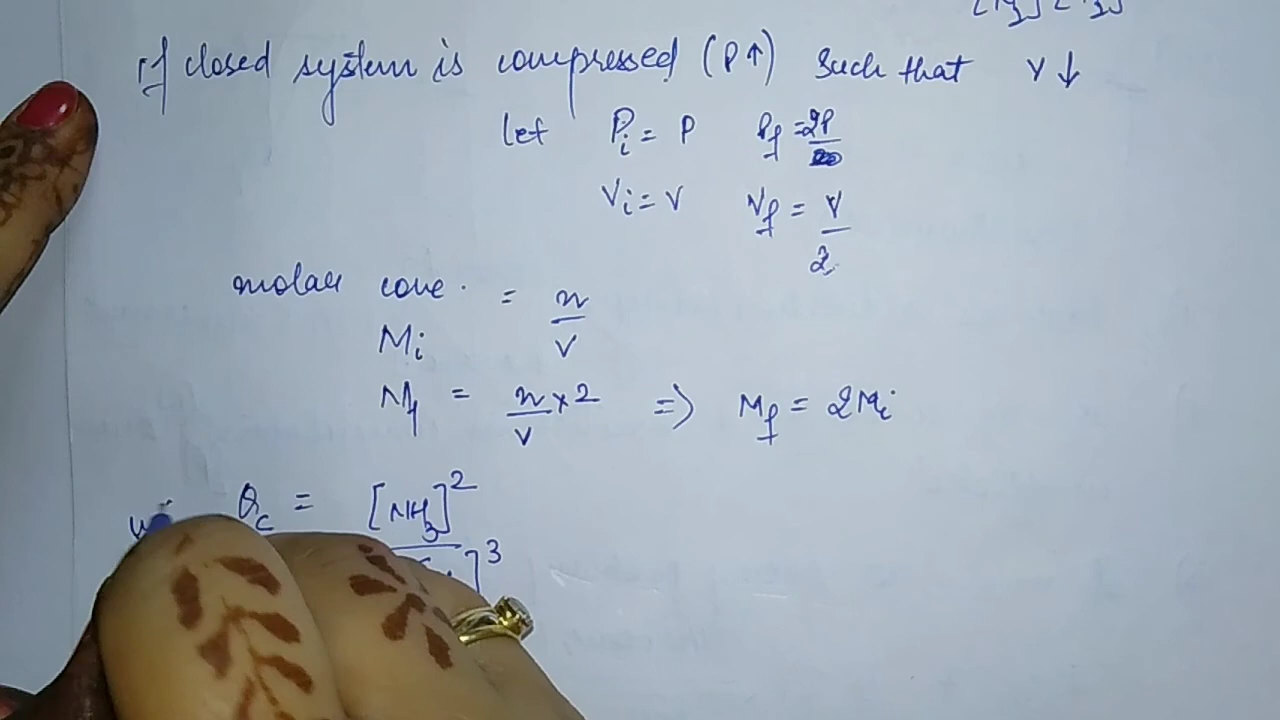 If closed system is compressed (P↑) such that V↓
let Pi = P Pf = 2P
Vi = V Vf = V/2
molar conc. = n/V
Mi
Mf = n/V × 2 => Mf = 2Mi
Qc = [NH3]^2
]^3